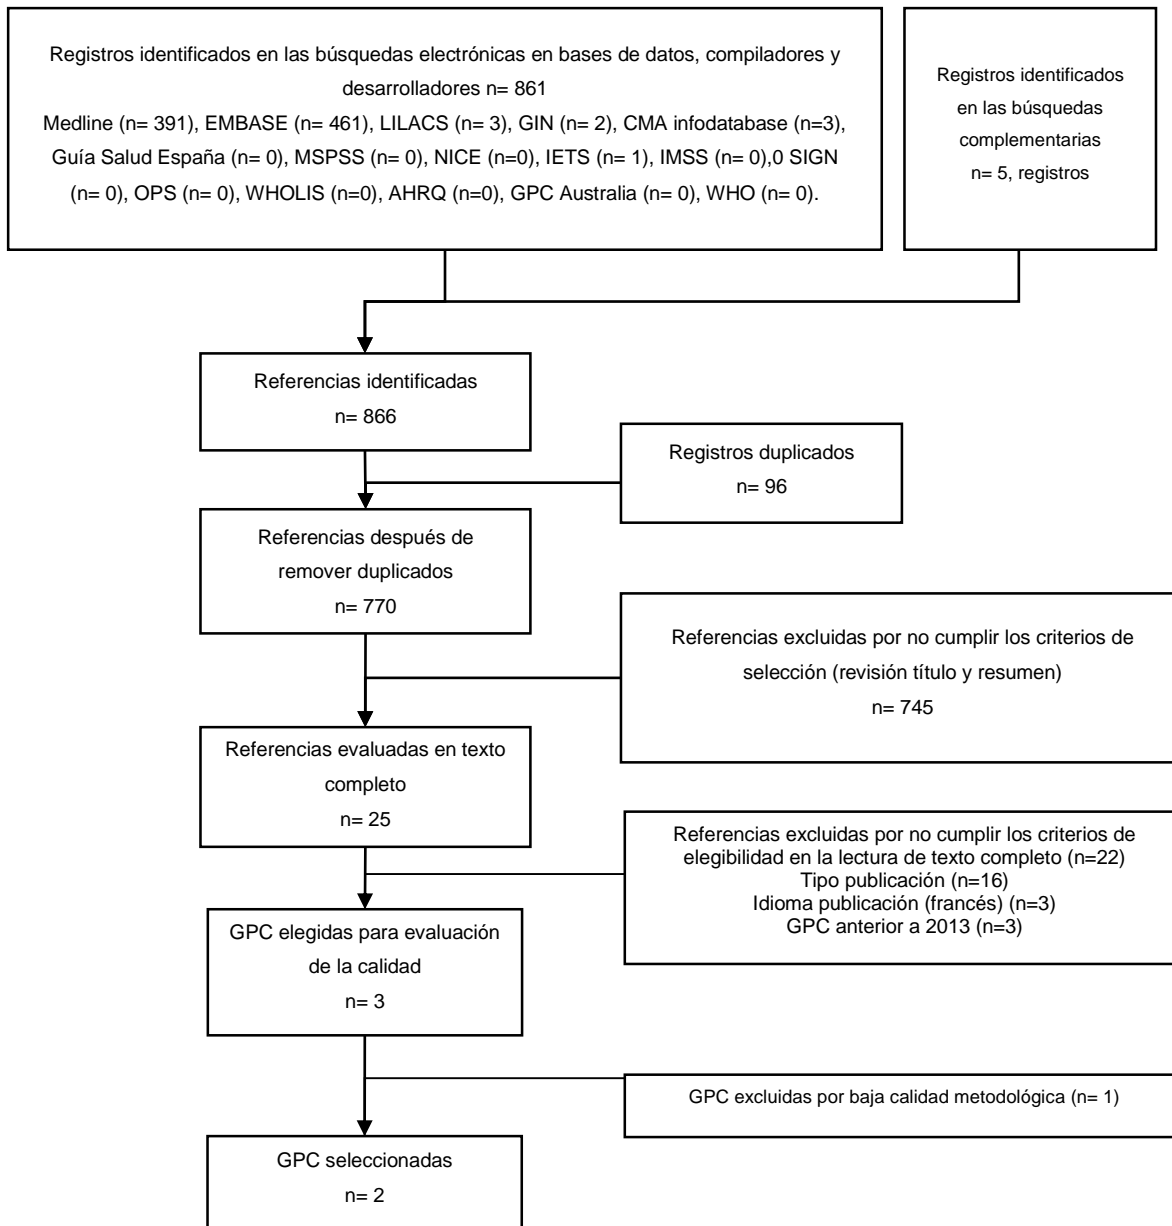 Registros identificados en las búsquedas electrónicas en bases de datos, compiladores y
desarrolladores n= 861
Medline (n= 391), EMBASE (n= 461), LILACS (n= 3), GIN (n= 2), CMA infodatabase (n=3),
Guía Salud España (n= 0), MSPSS (n= 0), NICE (n=0), IETS (n= 1), IMSS (n= 0),0 SIGN
(n= 0), OPS (n= 0), WHOLIS (n=0), AHRQ (n=0), GPC Australia (n= 0), WHO (n= 0).
Registros identificados
en las búsquedas
complementarias
n= 5, registros
Referencias identificadas
n= 866
Registros duplicados
n= 96
Referencias después de
remover duplicados
n= 770
Referencias excluidas por no cumplir los criterios de
selección (revisión título y resumen)
n= 745
Referencias evaluadas en texto
completo
n= 25
Referencias excluidas por no cumplir los criterios de
elegibilidad en la lectura de texto completo (n=22)
Tipo publicación (n=16)
Idioma publicación (francés) (n=3)
GPC anterior a 2013 (n=3)
GPC elegidas para evaluación
de la calidad
n= 3
GPC excluidas por baja calidad metodológica (n= 1)
GPC seleccionadas
n= 2